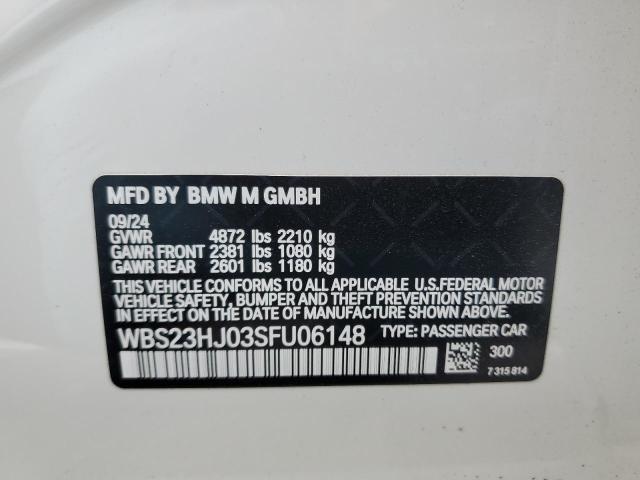 MFD BY BMW M GMBH
09/24
GVWR 4872 lbs 2210 kg
GAWR FRONT 2381 lbs 1080 kg
GAWR REAR 2601 lbs 1180 kg
THIS VEHICLE CONFORMS TO ALL APPLICABLE U.S.FEDERAL MOTOR
VEHICLE SAFETY, BUMPER AND THEFT PREVENTION STANDARDS
IN EFFECT ON THE DATE OF MANUFACTURE SHOWN ABOVE.
WBS23HJ03SFU06148 TYPE: PASSENGER CAR
300
7 315 814